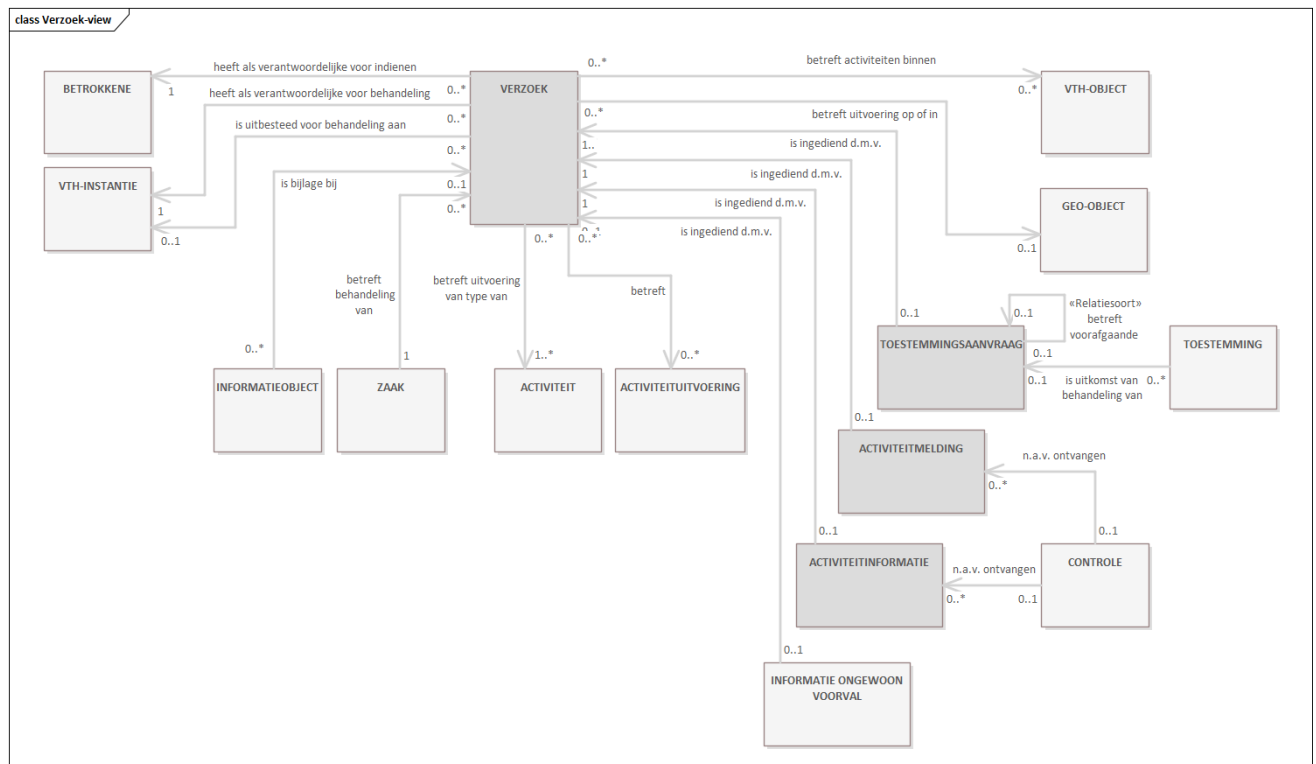 class Verzoek-view
heeft als verantwoordelijke voor indienen
0..*
betreft activiteiten binnen
BETROKKENE
VERZOEK
VTH-OBJECT
1
0..*
0..*
heeft als verantwoordelijke voor behandeling
0..*
0..*
betreft uitvoering op of in
is uitbesteed voor behandeling aan
0..*
1..
is ingediend d.m.v.
VTH-INSTANTIE
is bijlage bij
0..1
1
is ingediend d.m.v.
1
0..*
1
is ingediend d.m.v.
GEO-OBJECT
0..1
0..*
0..*
is ingediend d.m.v.
0..1
betreft
behandeling
van
betreft uitvoering
van type van
betreft
«Relatiesoort»
betreft
voorafgaande
0..1
0..1
TOESTEMMINGSAANVRAAG
TOESTEMMING
0..1
0..*
1
1..*
0..*
0..1
is uitkomst van
behandeling van
0..*
INFORMATIEOBJECT
ZAAK
ACTIVITEIT
ACTIVITEITUITVOERING
0..1
ACTIVITEITMELDING
n.a.v. ontvangen
0..*
0..1
0..1
ACTIVITEITINFORMATIE
n.a.v. ontvangen
CONTROLE
0..*
0..1
0..1
INFORMATIE ONGEWOON
VOORVAL